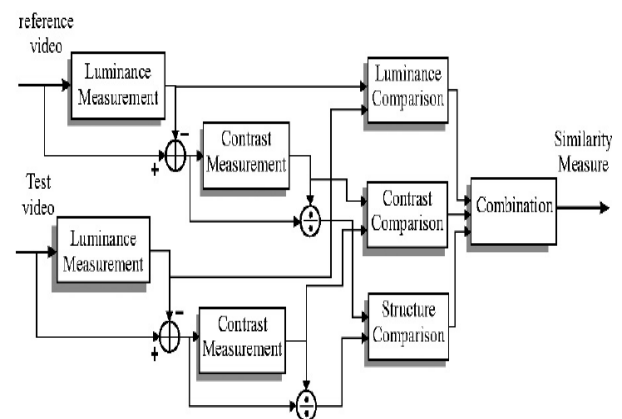 reference
video
Luminance
Measurement
Luminance
Comparison
−
+
Contrast
Measurement
÷
Contrast
Comparison
Combination
Similarity
Measure
Test
video
Luminance
Measurement
−
+
Contrast
Measurement
÷
Structure
Comparison